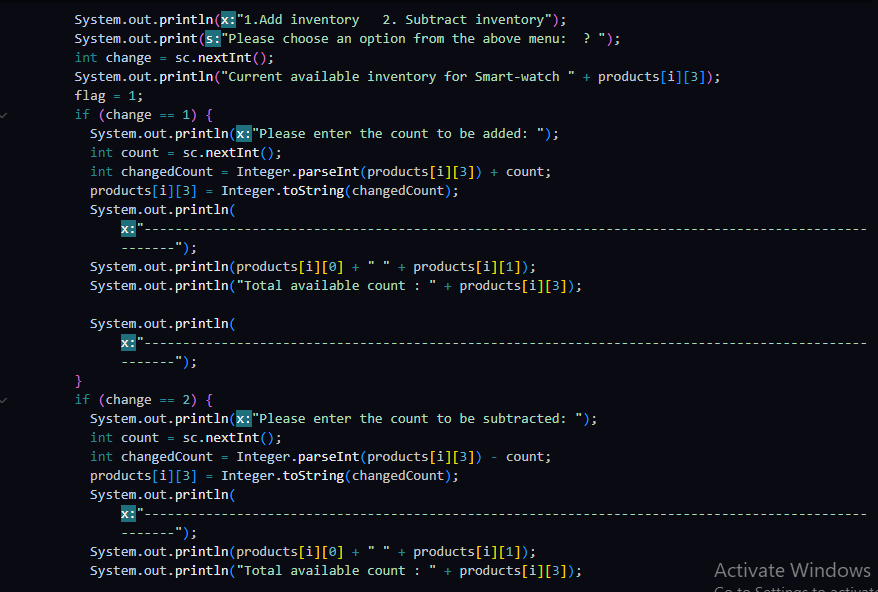 System.out.println(x:"1.Add inventory   2. Subtract inventory");
System.out.print(s:"Please choose an option from the above menu:  ? ");
int change = sc.nextInt();
System.out.println("Current available inventory for Smart-watch " + products[i][3]);
flag = 1;
if (change == 1) {
System.out.println(x:"Please enter the count to be added: ");
int count = sc.nextInt();
int changedCount = Integer.parseInt(products[i][3]) + count;
products[i][3] = Integer.toString(changedCount);
System.out.println(
x:"----------------------------------------------------------------------------------------------
-------");
System.out.println(products[i][0] + " " + products[i][1]);
System.out.println("Total available count : " + products[i][3]);
System.out.println(
x:"----------------------------------------------------------------------------------------------
-------");
}
if (change == 2) {
System.out.println(x:"Please enter the count to be subtracted: ");
int count = sc.nextInt();
int changedCount = Integer.parseInt(products[i][3]) - count;
products[i][3] = Integer.toString(changedCount);
System.out.println(
x:"----------------------------------------------------------------------------------------------
-------");
System.out.println(products[i][0] + " " + products[i][1]);
System.out.println("Total available count : " + products[i][3]);
Activate Windows
Go to Settings to activate